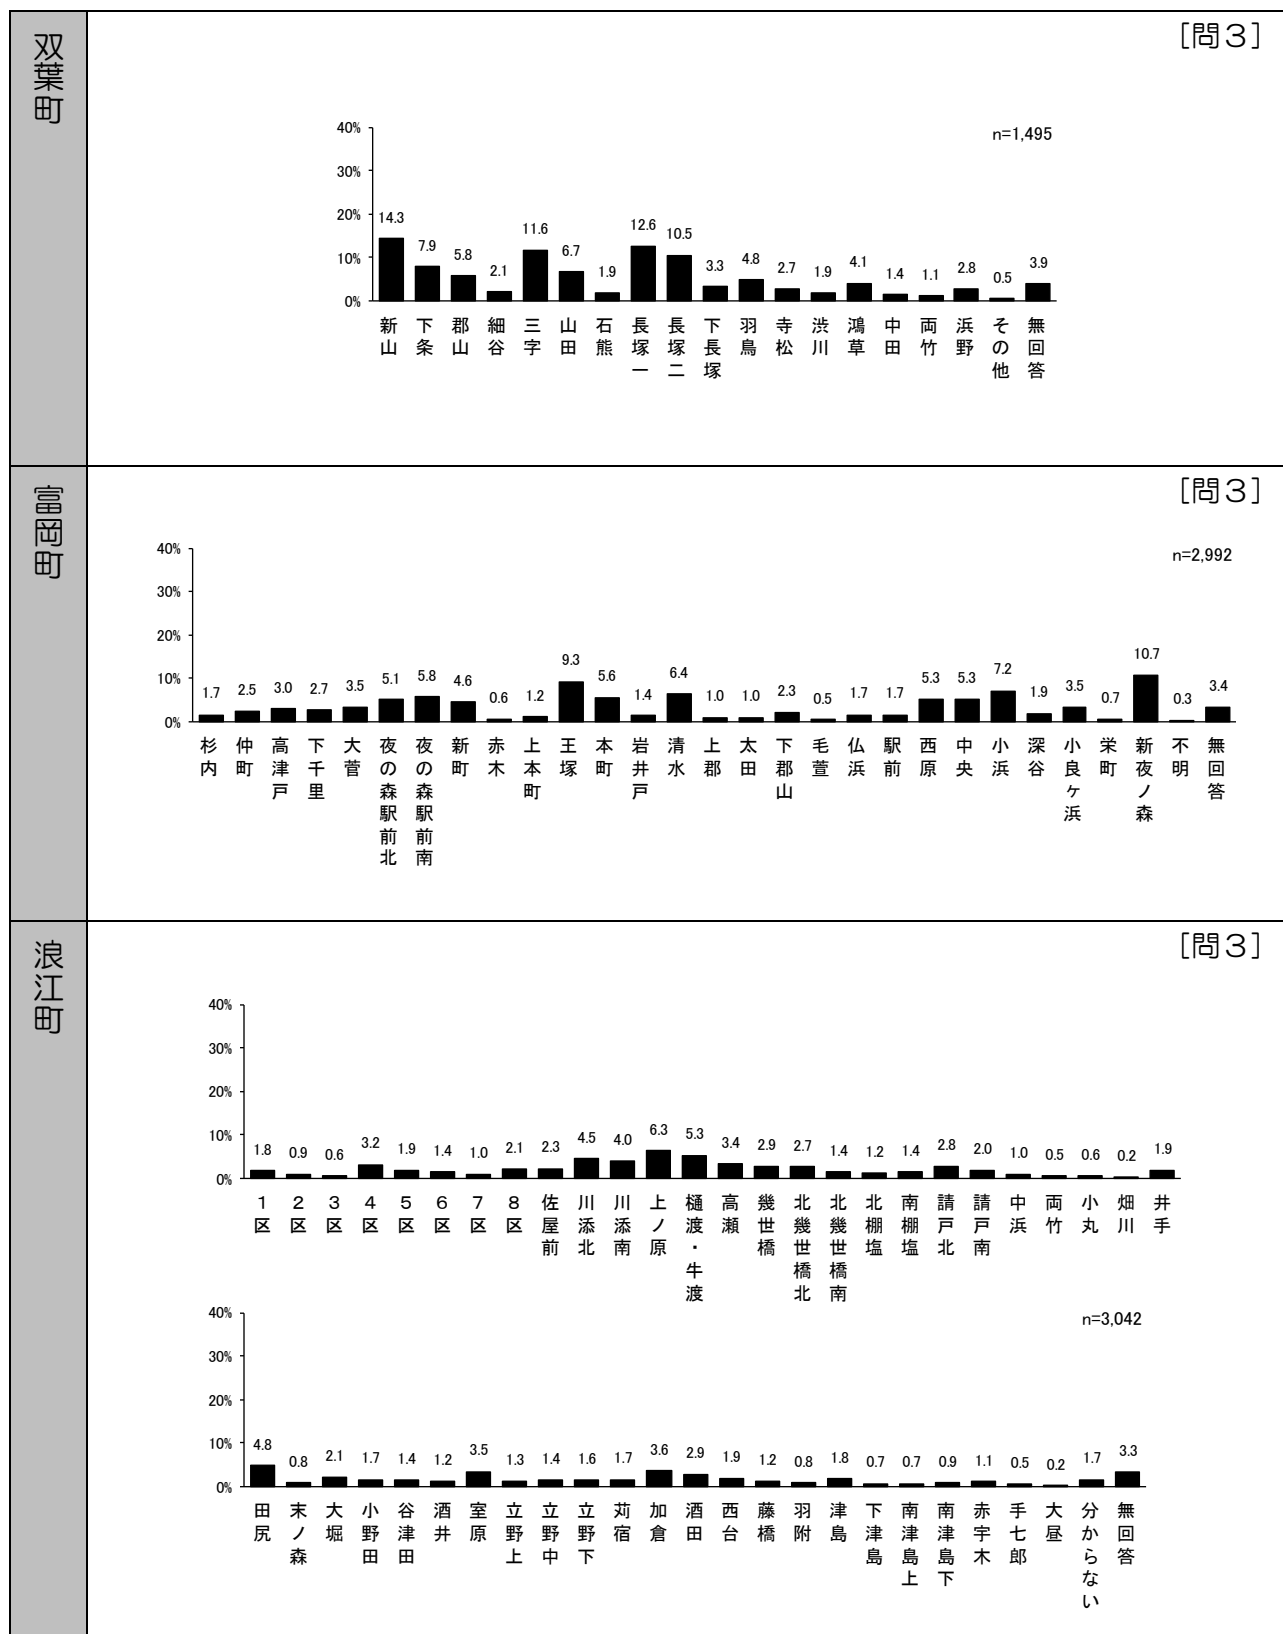 双葉町
[問3]
n=1,495
40%
30%
20%
10%
0%
14.3 7.9 5.8 2.1 11.6 6.7 1.9 12.6 10.5 3.3 4.8 2.7 1.9 4.1 1.4 1.1 2.8 0.5 3.9
新山 下条 郡山 細谷 三字 山田 石熊 長塚一 長塚二 下長塚 羽鳥 寺松 渋川 鴻草 中田 両竹 浜野 その他 無回答
富岡町
[問3]
n=2,992
40%
30%
20%
10%
0%
1.7 2.5 3.0 2.7 3.5 5.1 5.8 4.6 0.6 1.2 9.3 5.6 1.4 6.4 1.0 1.0 2.3 0.5 1.7 1.7 5.3 5.3 7.2 1.9 3.5 0.7 10.7 0.3 3.4
杉内 仲町 高津戸 下千里 大菅 夜の森駅前北 夜の森駅前南 新町 赤木 上本町 王塚 本町 岩井戸 清水 上郡 太田 下郡山 毛萱 仏浜 駅前 西原 中央 小浜 深谷 小良ヶ浜 栄町 新夜ノ森 不明 無回答
浪江町
[問3]
40%
30%
20%
10%
0%
1.8 0.9 0.6 3.2 1.9 1.4 1.0 2.1 2.3 4.5 4.0 6.3 5.3 3.4 2.9 2.7 1.4 1.2 1.4 2.8 2.0 1.0 0.5 0.6 0.2 1.9
1区 2区 3区 4区 5区 6区 7区 8区 佐屋前 川添北 川添南 上ノ原 樋渡・牛渡 高瀬 幾世橋 北幾世橋北 北幾世橋南 北棚塩 南棚塩 請戸北 請戸南 中浜 両竹 小丸 畑川 井手
n=3,042
40%
30%
20%
10%
0%
4.8 0.8 2.1 1.7 1.4 1.2 3.5 1.3 1.4 1.6 1.7 3.6 2.9 1.9 1.2 0.8 1.8 0.7 0.7 0.9 1.1 0.5 0.2 1.7 3.3
田尻 末ノ森 大堀 小野田 谷津田 酒井 室原 立野上 立野中 立野下 苅宿 加倉 酒田 西台 藤橋 羽附 津島 下津島 南津島上 南津島下 赤宇木 手七郎 大昼 分からない 無回答